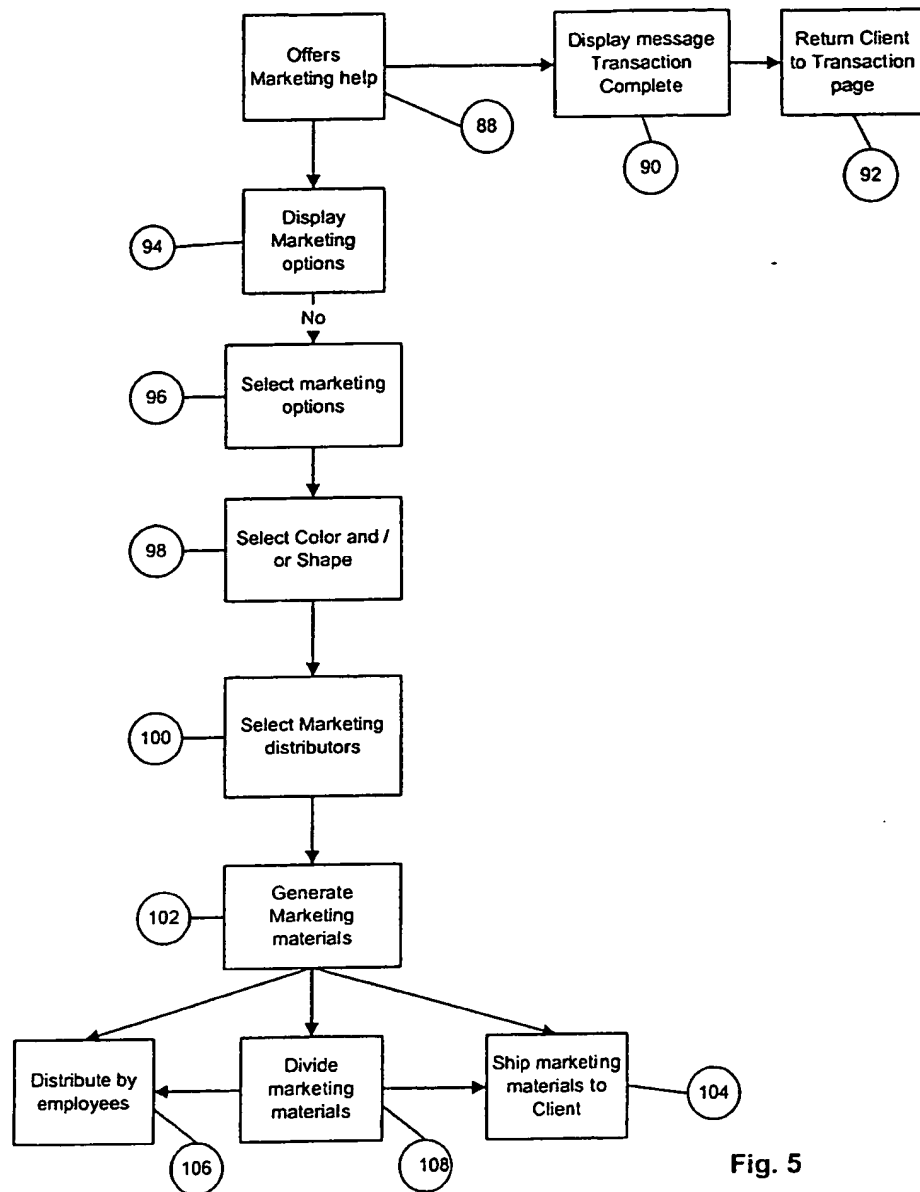 Offers
Marketing help
88
Display message
Transaction
Complete
90
Return Client
to Transaction
page
92
Display
Marketing
options
94
No
Select marketing
options
96
Select Color and /
or Shape
98
Select Marketing
distributors
100
Generate
Marketing
materials
102
Distribute by
employees
106
Divide
marketing
materials
108
Ship marketing
materials to
Client
104
Fig. 5